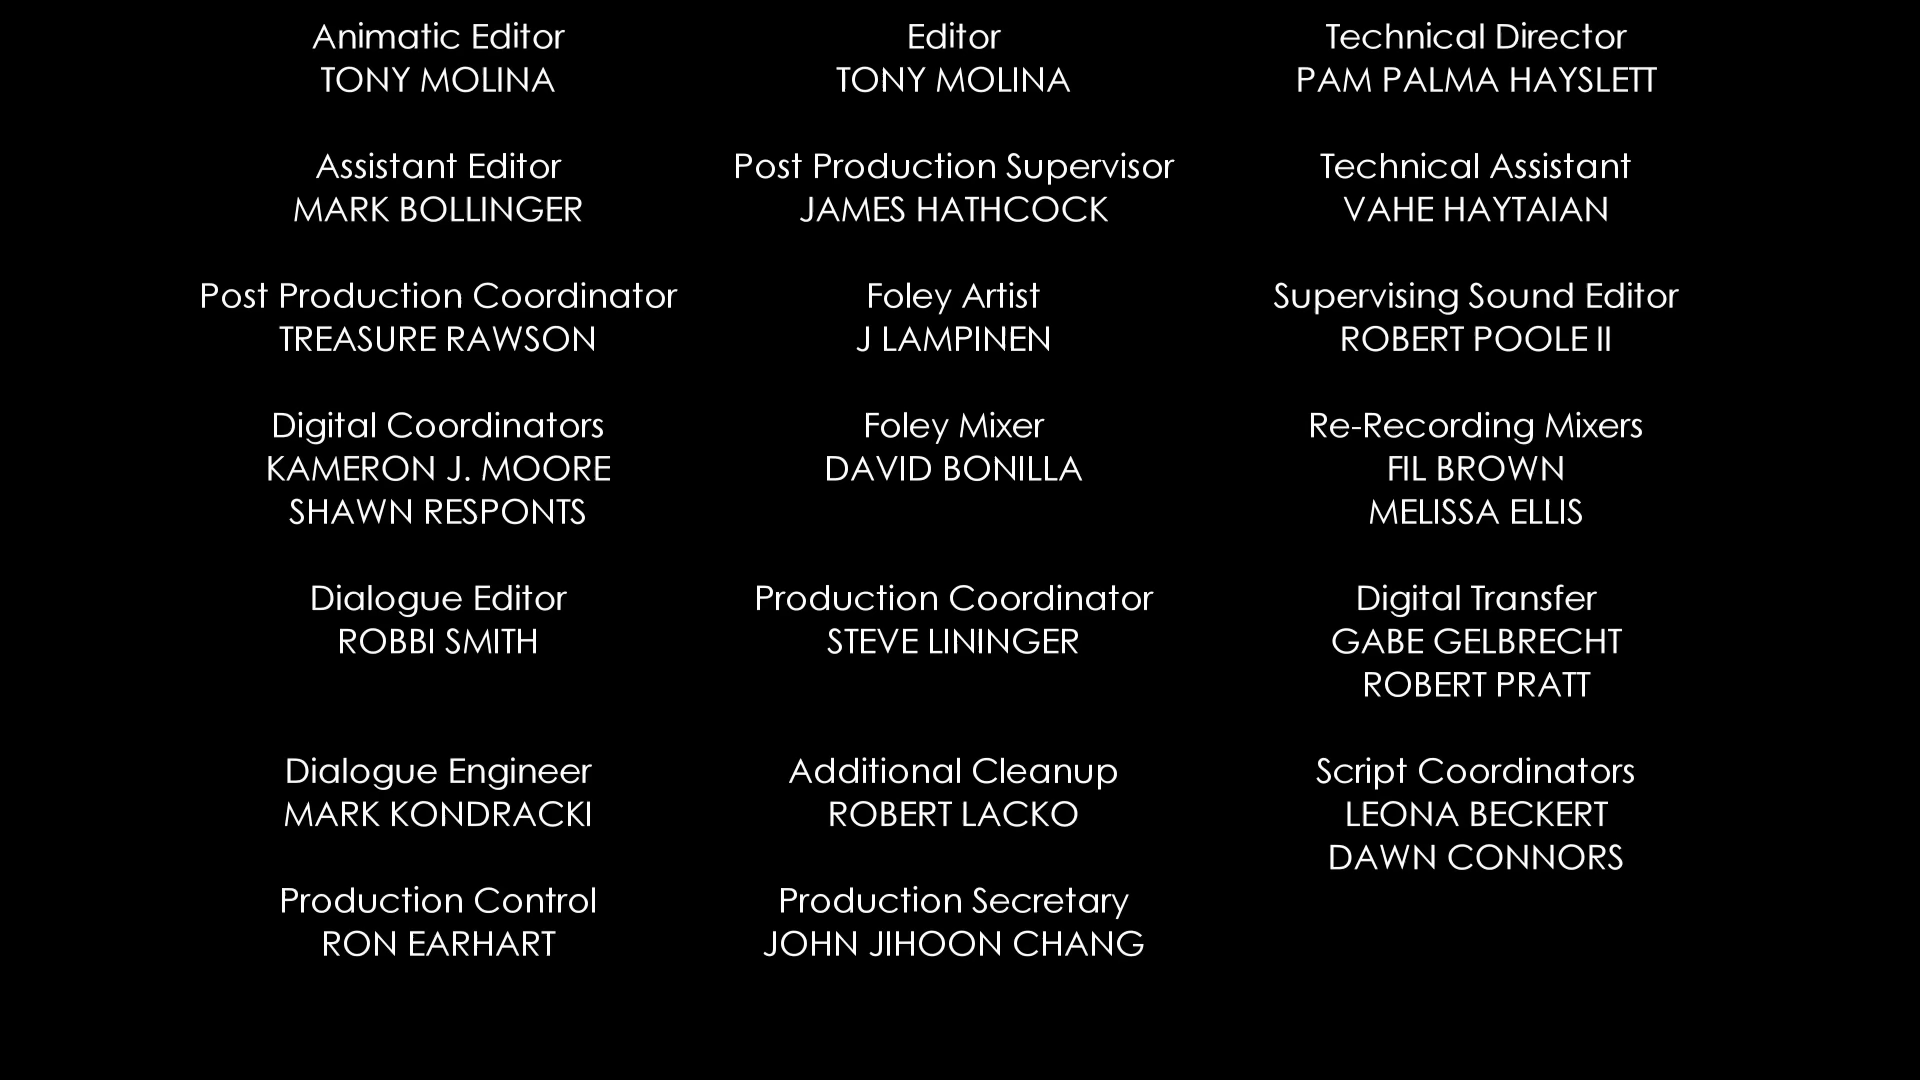 Animatic Editor
TONY MOLINA
Assistant Editor
MARK BOLLINGER
Post Production Coordinator
TREASURE RAWSON
Digital Coordinators
KAMERON J. MOORE
SHAWN RESPONTS
Dialogue Editor
ROBBI SMITH
Dialogue Engineer
MARK KONDRACKI
Production Control
RON EARHART
Editor
TONY MOLINA
Post Production Supervisor
JAMES HATHCOCK
Foley Artist
J LAMPINEN
Foley Mixer
DAVID BONILLA
Production Coordinator
STEVE LININGER
Additional Cleanup
ROBERT LACKO
Production Secretary
JOHN JIHOON CHANG
Technical Director
PAM PALMA HAYSLETT
Technical Assistant
VAHE HAYTAIAN
Supervising Sound Editor
ROBERT POOLE II
Re-Recording Mixers
FIL BROWN
MELISSA ELLIS
Digital Transfer
GABE GELBRECHT
ROBERT PRATT
Script Coordinators
LEONA BECKERT
DAWN CONNORS